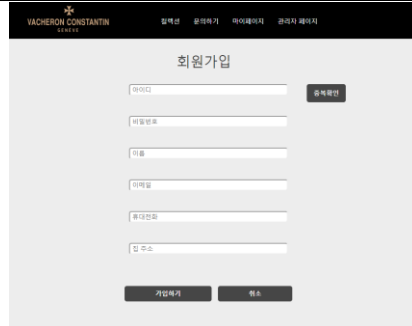 VACHERON CONSTANTIN
GENÈVE
컬렉션 문의하기 마이페이지 관리자 페이지
회원가입
아이디
중복확인
비밀번호
이름
이메일
휴대전화
집 주소
가입하기 취소